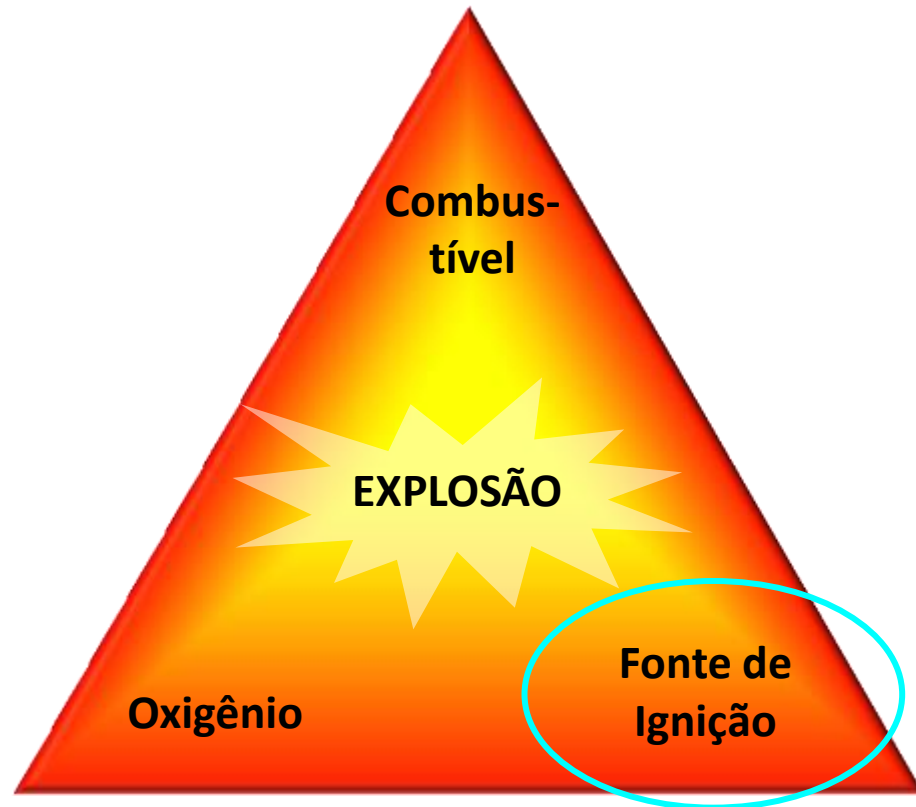 Combus-
tível
EXPLOSÃO
Oxigênio
Fonte de
Ignição